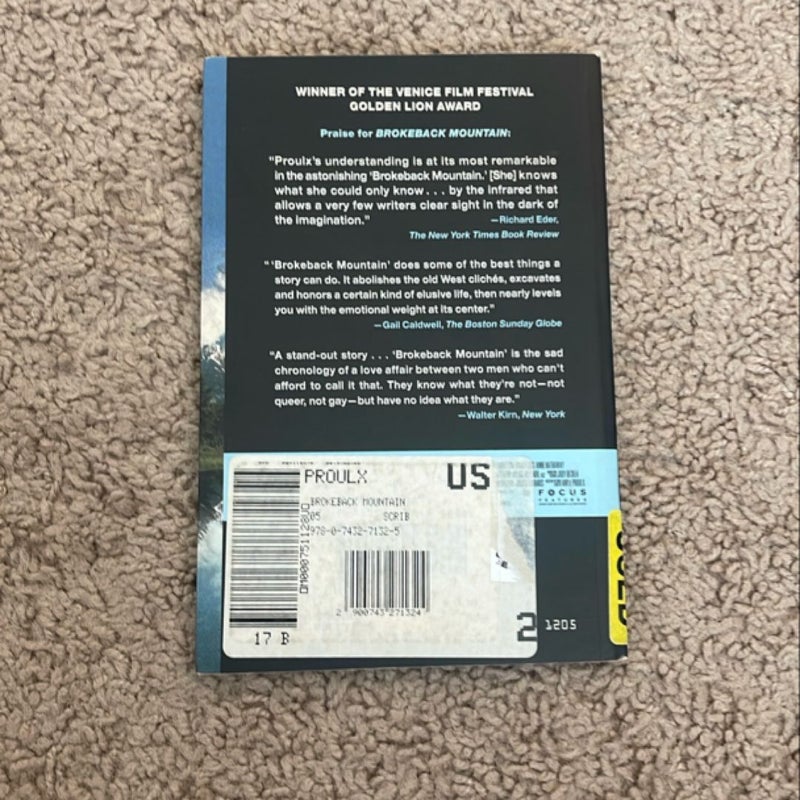 WINNER OF THE VENICE FILM FESTIVAL
GOLDEN LION AWARD
Praise for BROKEBACK MOUNTAIN:
"Proulx's understanding is at its most remarkable
in the astonishing 'Brokeback Mountain.' [She] knows
what she could only know . . . by the infrared that
allows a very few writers clear sight in the dark of
the imagination." —Richard Eder,
The New York Times Book Review
"'Brokeback Mountain' does some of the best things a
story can do. It abolishes the old West clichés, excavates
and honors a certain kind of elusive life, then nearly levels
you with the emotional weight at its center."
—Gail Caldwell, The Boston Sunday Globe
"A stand-out story . . . 'Brokeback Mountain' is the sad
chronology of a love affair between two men who can't
afford to call it that. They know what they're not—not
queer, not gay—but have no idea what they are."
—Walter Kirn, New York
PROULX US
BROKEBACK MOUNTAIN
05 SCRIB
978-0-7432-7132-5
2 900743 271324
17 B
2 1205
FOCUS
FEATURES
USED